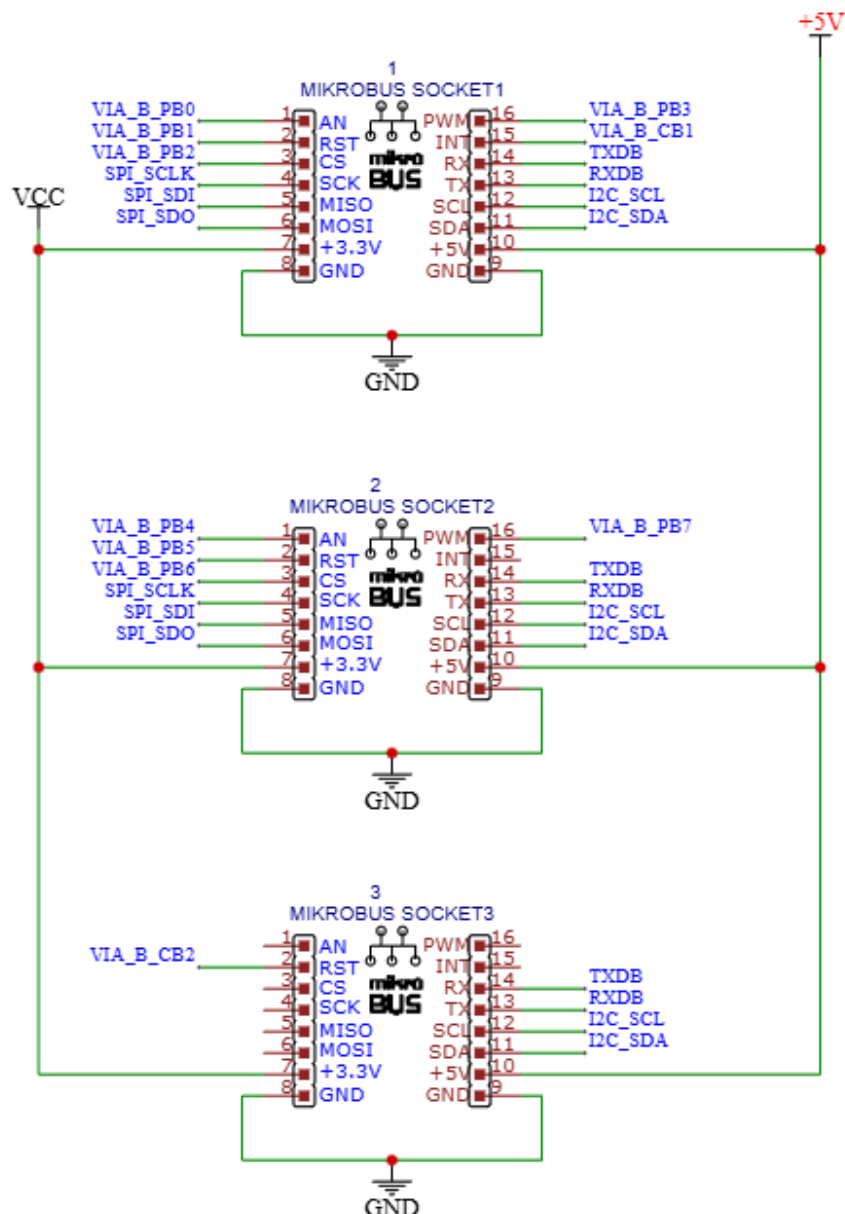 +5V
1
MIKROBUS SOCKET1
VIA_B_PB0 1 AN PWM 16 VIA_B_PB3
VIA_B_PB1 2 RST INT 15 VIA_B_CB1
VIA_B_PB2 3 CS RX 14 TXDB
SPI_SCLK 4 SCK TX 13 RXDB
SPI_SDI 5 MISO SCL 12 I2C_SCL
SPI_SDO 6 MOSI SDA 11 I2C_SDA
mikro
BUS
VCC
7 +3.3V +5V 10
8 GND GND 9
GND
2
MIKROBUS SOCKET2
VIA_B_PB4 1 AN PWM 16 VIA_B_PB7
VIA_B_PB5 2 RST INT 15
VIA_B_PB6 3 CS RX 14 TXDB
SPI_SCLK 4 SCK TX 13 RXDB
SPI_SDI 5 MISO SCL 12 I2C_SCL
SPI_SDO 6 MOSI SDA 11 I2C_SDA
mikro
BUS
7 +3.3V +5V 10
8 GND GND 9
GND
3
MIKROBUS SOCKET3
1 AN PWM 16
VIA_B_CB2 2 RST INT 15
3 CS RX 14 TXDB
4 SCK TX 13 RXDB
5 MISO SCL 12 I2C_SCL
6 MOSI SDA 11 I2C_SDA
mikro
BUS
7 +3.3V +5V 10
8 GND GND 9
GND